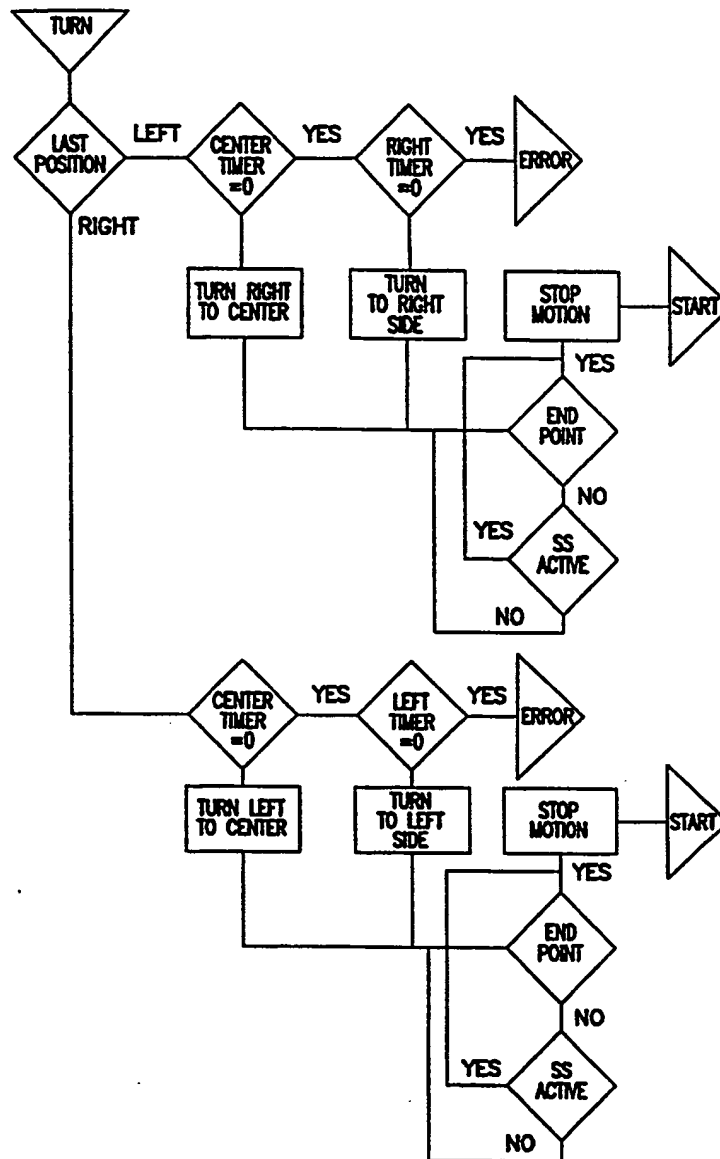 TURN
LAST
POSITION
LEFT
CENTER
TIMER
=0
YES
RIGHT
TIMER
=0
YES
ERROR
RIGHT
TURN RIGHT
TO CENTER
TURN
TO RIGHT
SIDE
STOP
MOTION
START
YES
END
POINT
NO
YES
SS
ACTIVE
NO
CENTER
TIMER
=0
YES
LEFT
TIMER
=0
YES
ERROR
TURN LEFT
TO CENTER
TURN
TO LEFT
SIDE
STOP
MOTION
START
YES
END
POINT
NO
YES
SS
ACTIVE
NO